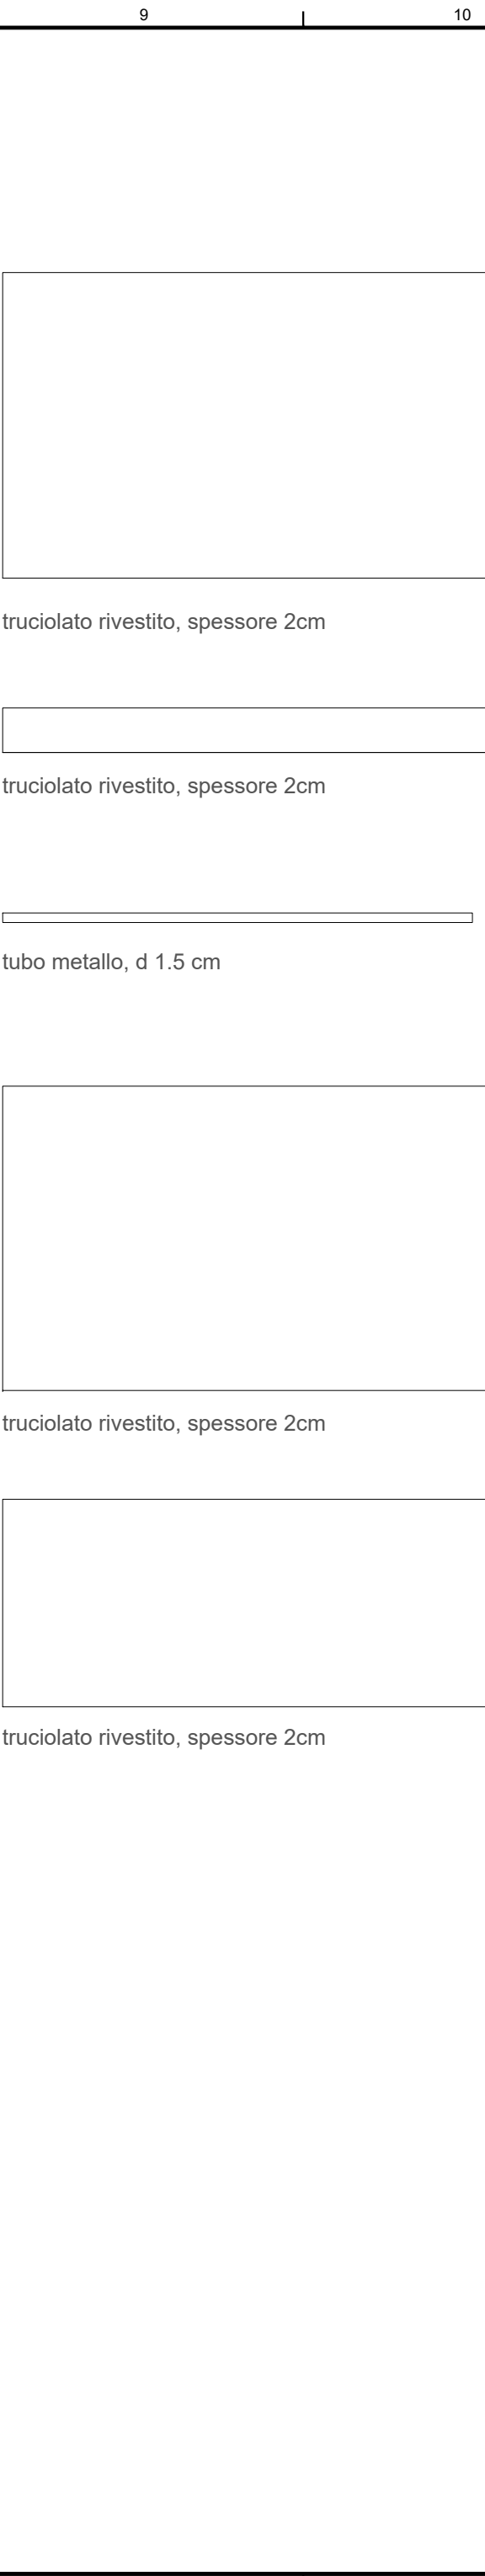 9 10
truciolato rivestito, spessore 2cm
truciolato rivestito, spessore 2cm
tubo metallo, d 1.5 cm
truciolato rivestito, spessore 2cm
truciolato rivestito, spessore 2cm